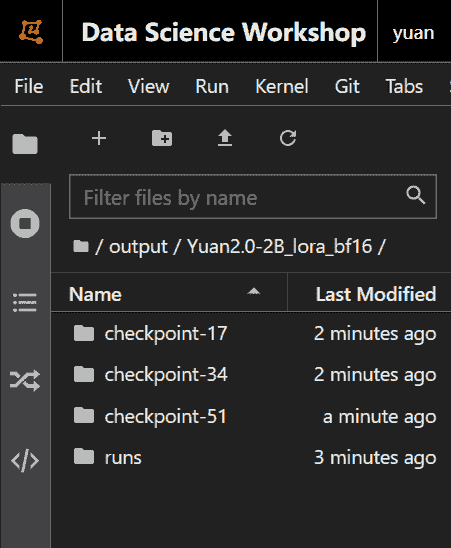 Data Science Workshop yuan
File Edit View Run Kernel Git Tabs
Filter files by name
/ output / Yuan2.0-2B_lora_bf16 /
Name Last Modified
checkpoint-17 2 minutes ago
checkpoint-34 2 minutes ago
checkpoint-51 a minute ago
runs 3 minutes ago